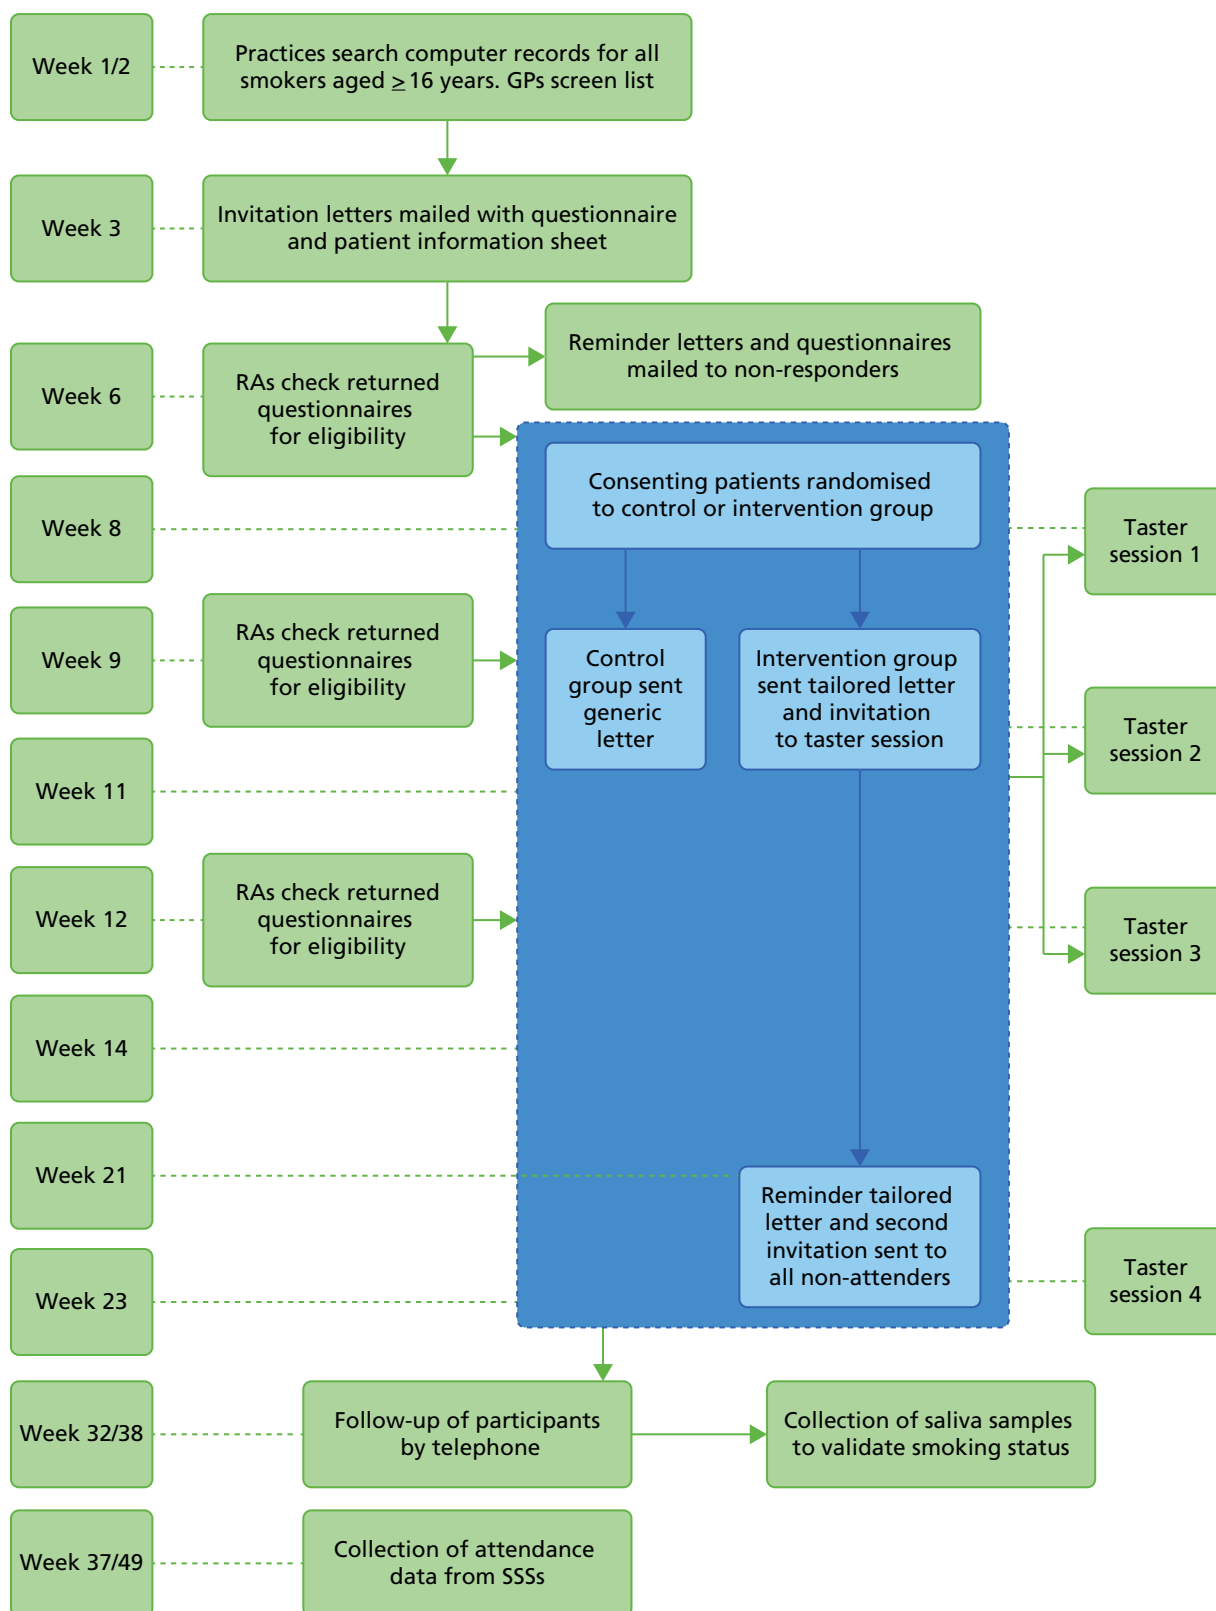 Week 1/2
Practices search computer records for all
smokers aged ≥16 years. GPs screen list
Week 3
Invitation letters mailed with questionnaire
and patient information sheet
Week 6
RAs check returned
questionnaires
for eligibility
Reminder letters and questionnaires
mailed to non-responders
Consenting patients randomised
to control or intervention group
Week 8
Taster
session 1
Week 9
RAs check returned
questionnaires
for eligibility
Control
group sent
generic
letter
Intervention group
sent tailored letter
and invitation
to taster session
Taster
session 2
Week 11
Week 12
RAs check returned
questionnaires
for eligibility
Taster
session 3
Week 14
Week 21
Reminder tailored
letter and second
invitation sent to
all non-attenders
Week 23
Taster
session 4
Week 32/38
Follow-up of participants
by telephone
Collection of saliva samples
to validate smoking status
Week 37/49
Collection of attendance
data from SSSs